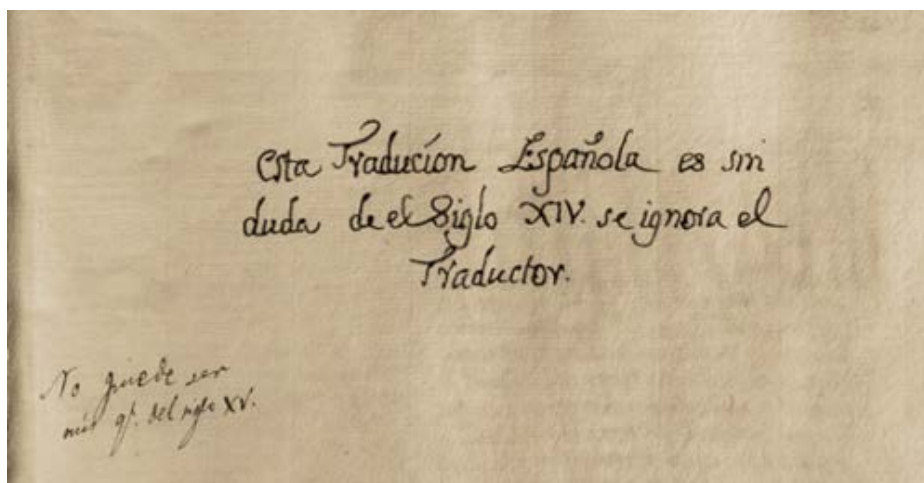 Esta Traducíon Española es sin
duda de el Siglo XIV. se ignora el
Traductor.
No puede ser
mas q.e del siglo XV.